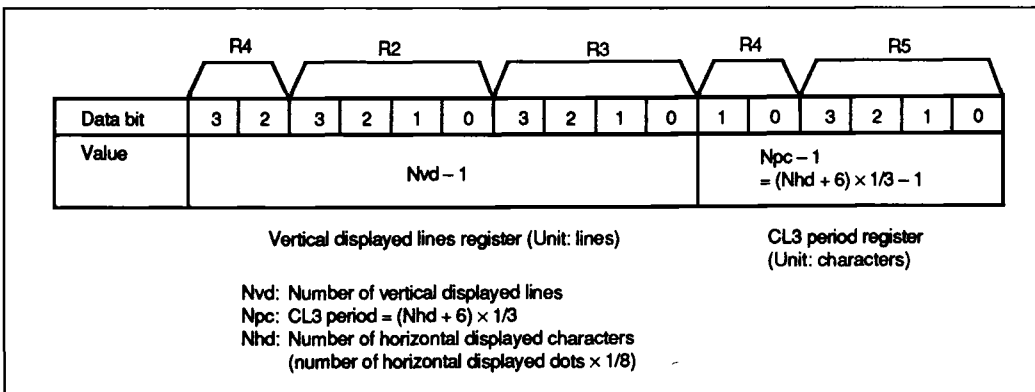 R4 R2 R3 R4 R5
Data bit 3 2 3 2 1 0 3 2 1 0 1 0 3 2 1 0
Value Nvd – 1 Npc – 1
= (Nhd + 6) × 1/3 – 1
Vertical displayed lines register (Unit: lines) CL3 period register
(Unit: characters)
Nvd: Number of vertical displayed lines
Npc: CL3 period = (Nhd + 6) × 1/3
Nhd: Number of horizontal displayed characters
(number of horizontal displayed dots × 1/8)